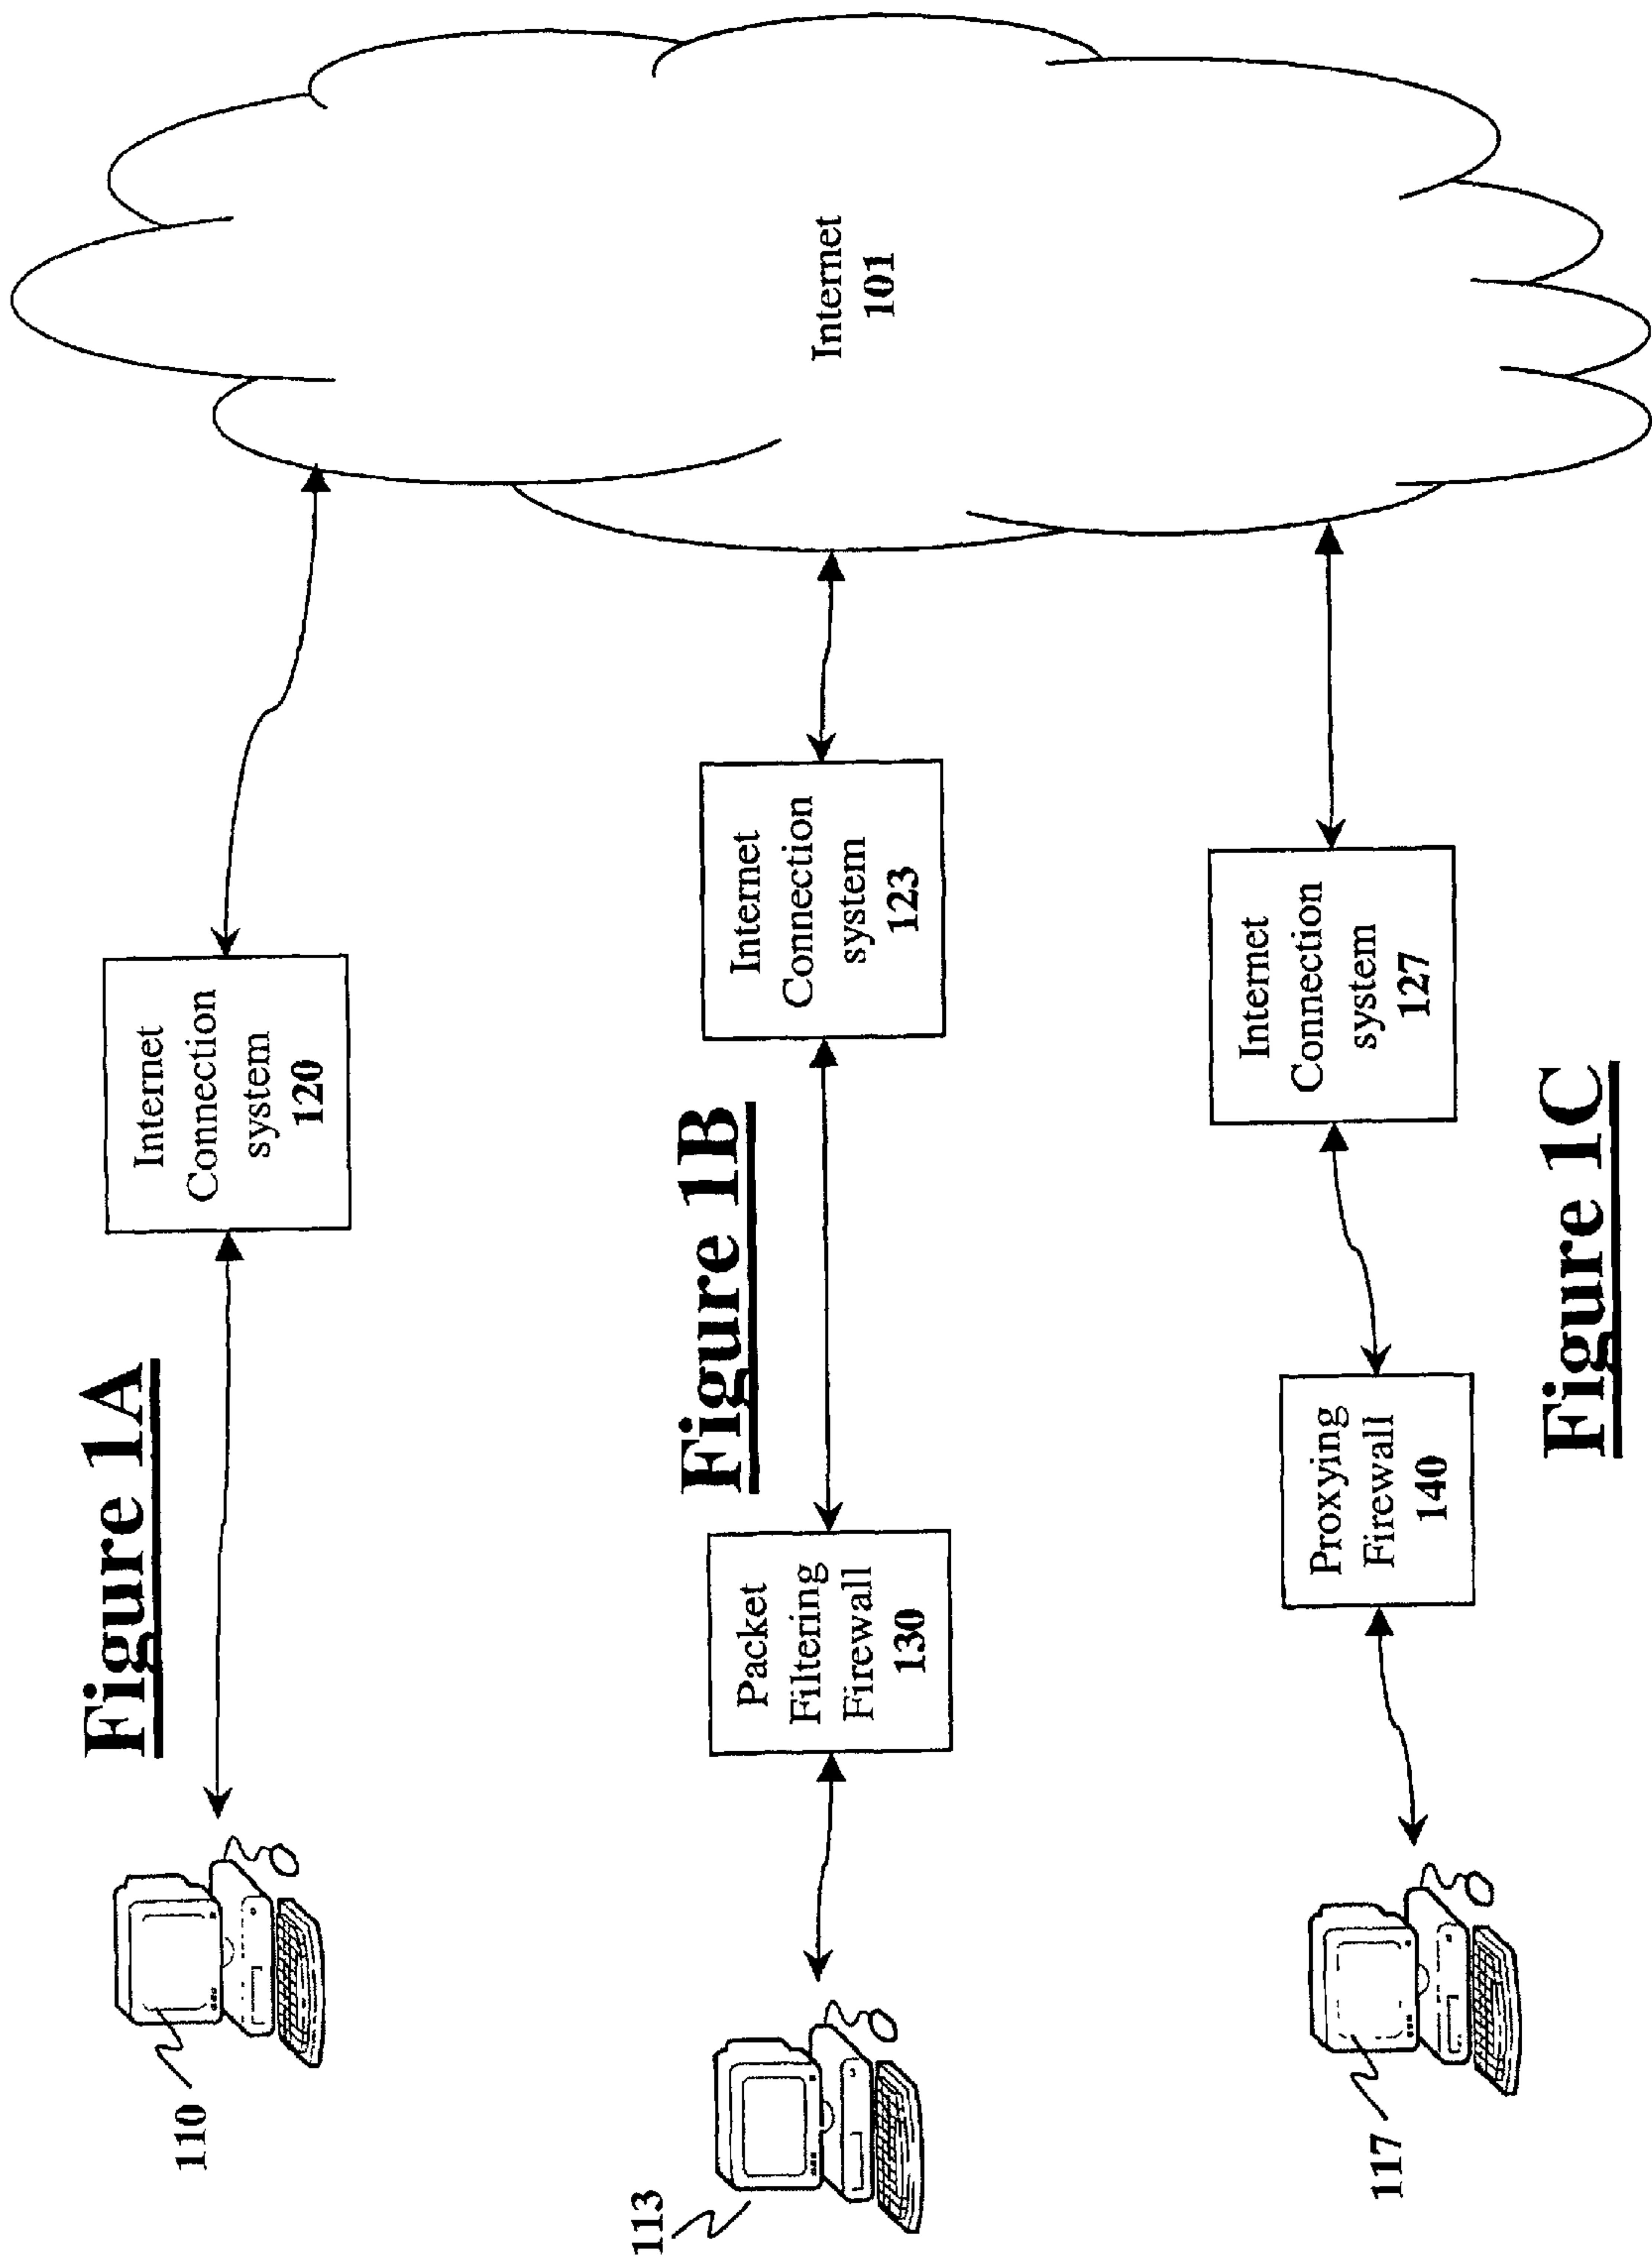 Figure 1A
110
Internet
Connection
system
120
Internet
101
Figure 1B
113
Packet
Filtering
Firewall
130
Internet
Connection
system
123
117
Proxying
Firewall
140
Internet
Connection
system
127
Figure 1C